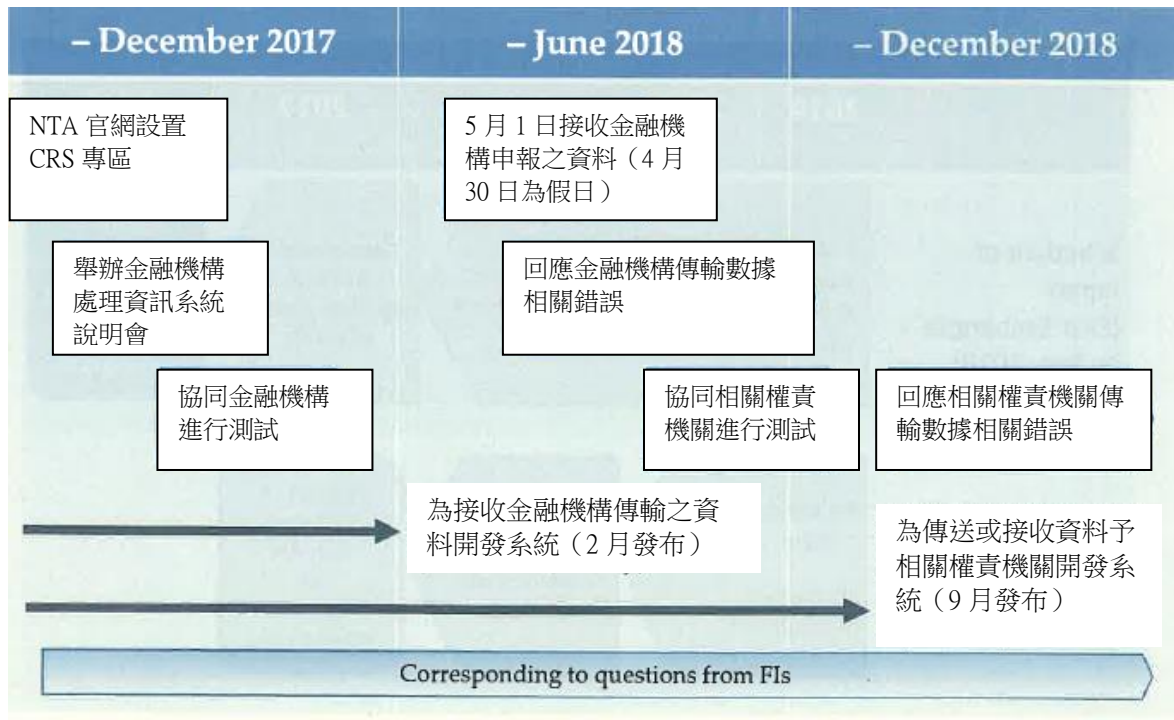 – December 2017
– June 2018
– December 2018
NTA 官網設置
CRS 專區
5 月 1 日接收金融機
構申報之資料（4 月
30 日為假日）
舉辦金融機構
處理資訊系統
說明會
回應金融機構傳輸數據
相關錯誤
協同金融機構
進行測試
協同相關權責
機關進行測試
回應相關權責機關傳
輸數據相關錯誤
為接收金融機構傳輸之資
料開發系統（2 月發布）
為傳送或接收資料予
相關權責機關開發系
統（9 月發布）
Corresponding to questions from FIs